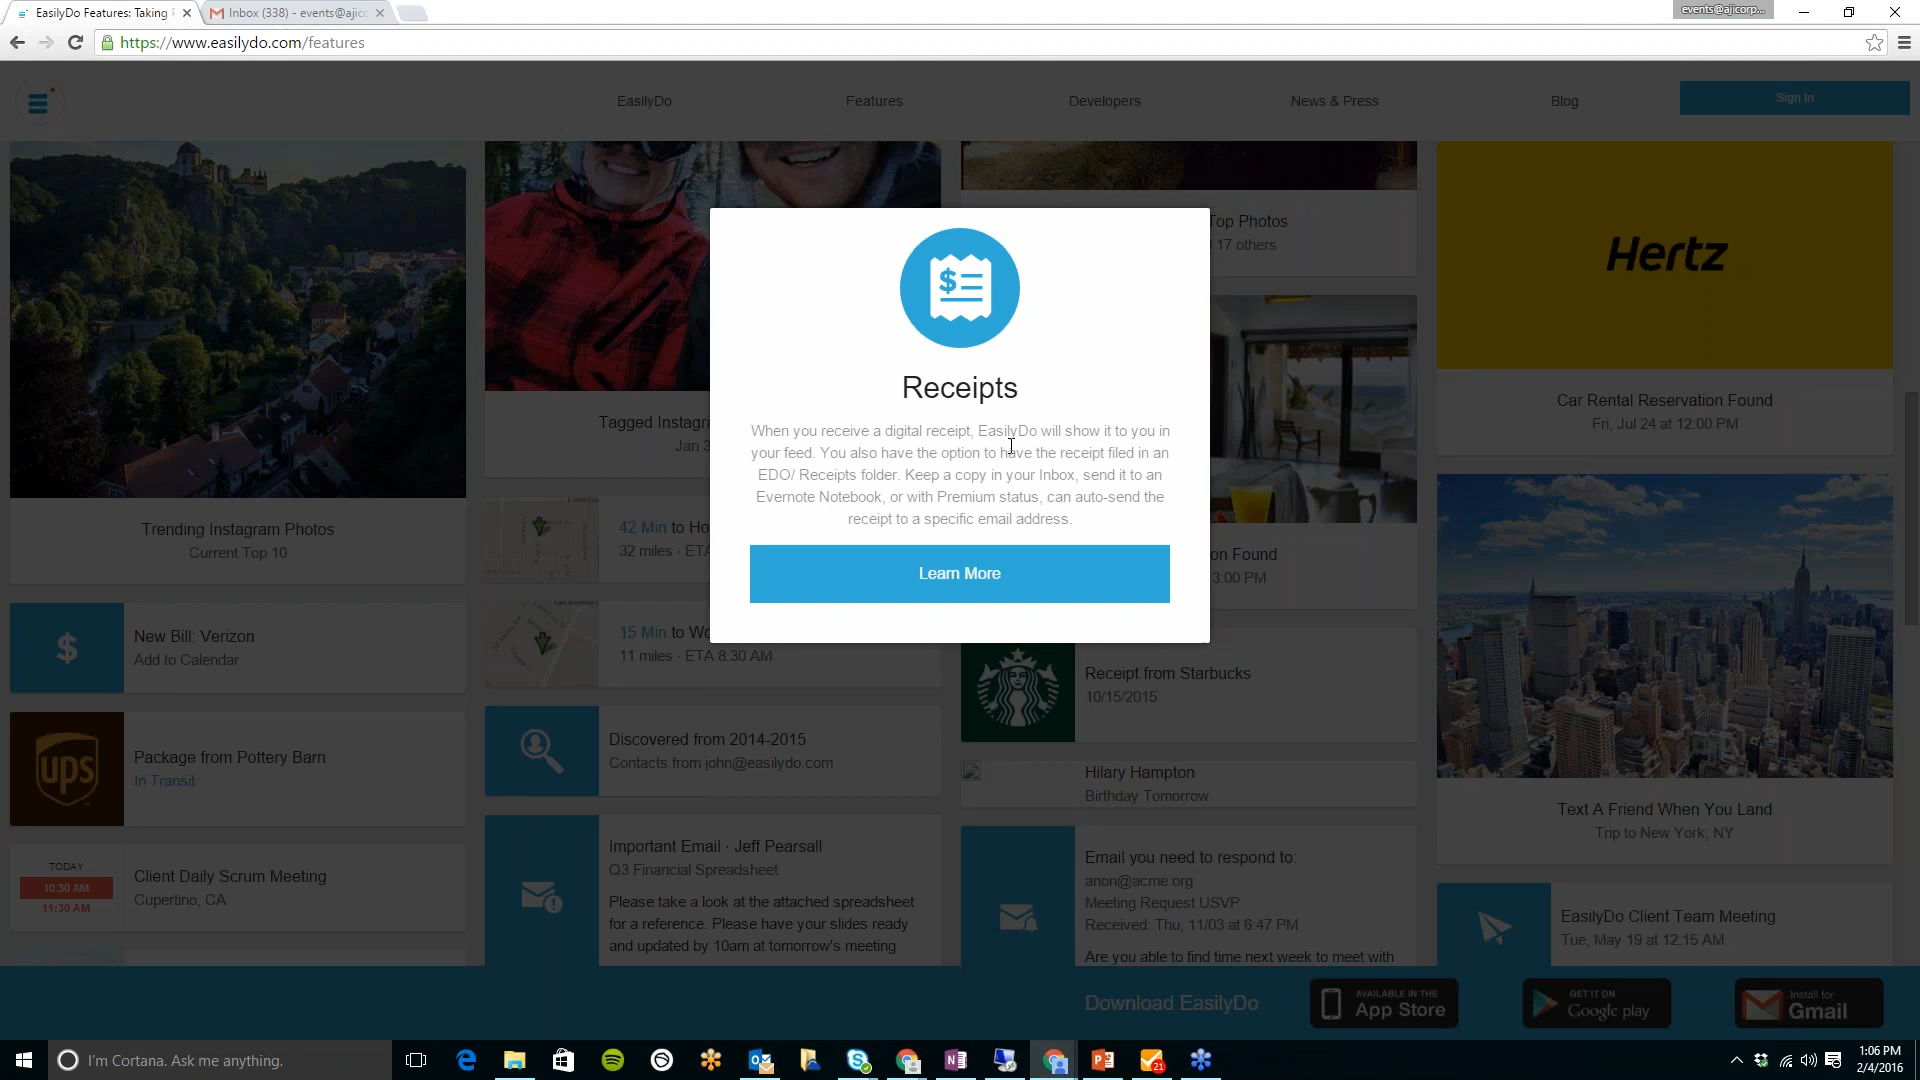 EasilyDo Features: Taking
Inbox (338) - events@ajic
events@ajicorp...
https://www.easilydo.com/features
EasilyDo
Features
Developers
News & Press
Blog
Sign In
Trending Instagram Photos
Current Top 10
New Bill: Verizon
Add to Calendar
ups
Package from Pottery Barn
In Transit
TODAY
10:30 AM
11:30 AM
Client Daily Scrum Meeting
Cupertino, CA
Tagged Instagr
Jan 3
42 Min to Ho
32 miles · ETA
15 Min to Wo
11 miles · ETA 8:30 AM
Discovered from 2014-2015
Contacts from john@easilydo.com
Important Email · Jeff Pearsall
Q3 Financial Spreadsheet
Please take a look at the attached spreadsheet
for a reference. Please have your slides ready
and updated by 10am at tomorrow's meeting
Receipts
When you receive a digital receipt, EasilyDo will show it to you in
your feed. You also have the option to have the receipt filed in an
EDO/ Receipts folder. Keep a copy in your Inbox, send it to an
Evernote Notebook, or with Premium status, can auto-send the
receipt to a specific email address.
Learn More
Top Photos
17 others
on Found
3:00 PM
Receipt from Starbucks
10/15/2015
Hilary Hampton
Birthday Tomorrow
Email you need to respond to:
anon@acme.org
Meeting Request USVP
Received: Thu, 11/03 at 6:47 PM
Are you able to find time next week to meet with
Hertz
Car Rental Reservation Found
Fri, Jul 24 at 12:00 PM
Text A Friend When You Land
Trip to New York, NY
EasilyDo Client Team Meeting
Tue, May 19 at 12:15 AM
Download EasilyDo
AVAILABLE IN THE
App Store
GET IT ON
Google play
Install for
Gmail
I'm Cortana. Ask me anything.
21
1:06 PM
2/4/2016